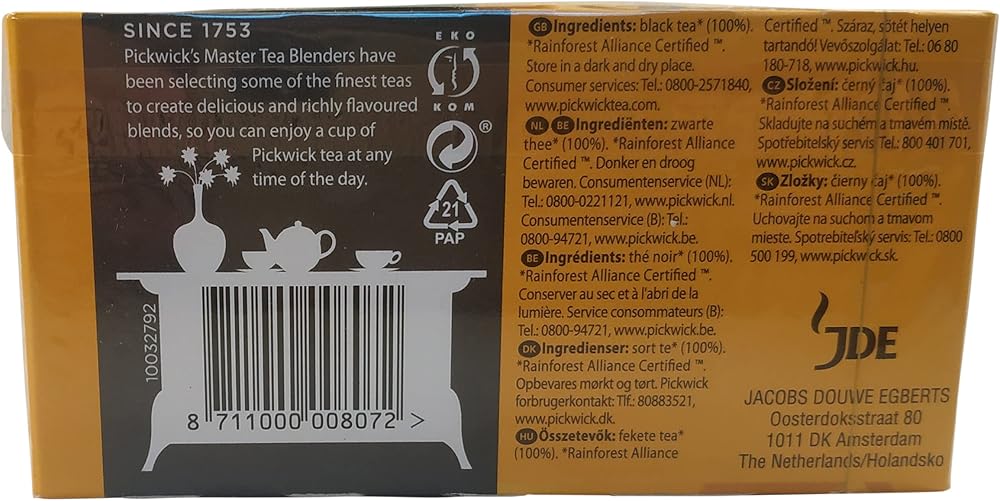 SINCE 1753
Pickwick's Master Tea Blenders have
been selecting some of the finest teas
to create delicious and richly flavoured
blends, so you can enjoy a cup of
Pickwick tea at any
time of the day.
EKO
KOM
®
21
PAP
10032792
8 711000 008072 >
GB Ingredients: black tea* (100%).
*Rainforest Alliance Certified ™.
Store in a dark and dry place.
Consumer services: Tel.: 0800-2571840,
www.pickwicktea.com.
NL BE Ingrediënten: zwarte
thee* (100%). *Rainforest Alliance
Certified ™. Donker en droog
bewaren. Consumentenservice (NL):
Tel.: 0800-0221121, www.pickwick.nl.
Consumentenservice (B): Tel.:
0800-94721, www.pickwick.be.
BE Ingrédients: thé noir* (100%).
*Rainforest Alliance Certified ™.
Conserver au sec et à l'abri de la
lumière. Service consommateurs (B):
Tel.: 0800-94721, www.pickwick.be.
DK Ingredienser: sort te* (100%).
*Rainforest Alliance Certified ™.
Opbevares mørkt og tørt. Pickwick
forbrugerkontakt: Tlf.: 80883521,
www.pickwick.dk.
HU Összetevők: fekete tea*
(100%). *Rainforest Alliance
Certified ™. Száraz, sötét helyen
tartandó! Vevőszolgálat: Tel.: 06 80
180-718, www.pickwick.hu.
CZ Složení: černý čaj* (100%).
*Rainforest Alliance Certified ™.
Skladujte na suchém a tmavém místě.
Spotřebitelský servis Tel.: 800 401 701,
www.pickwick.cz.
SK Zložky: čierny čaj* (100%).
*Rainforest Alliance Certified ™.
Uchovajte na suchom a tmavom
mieste. Spotrebiteľský servis: Tel.: 0800
500 199, www.pickwick.sk.
JDE
JACOBS DOUWE EGBERTS
Oosterdoksstraat 80
1011 DK Amsterdam
The Netherlands/Holandsko